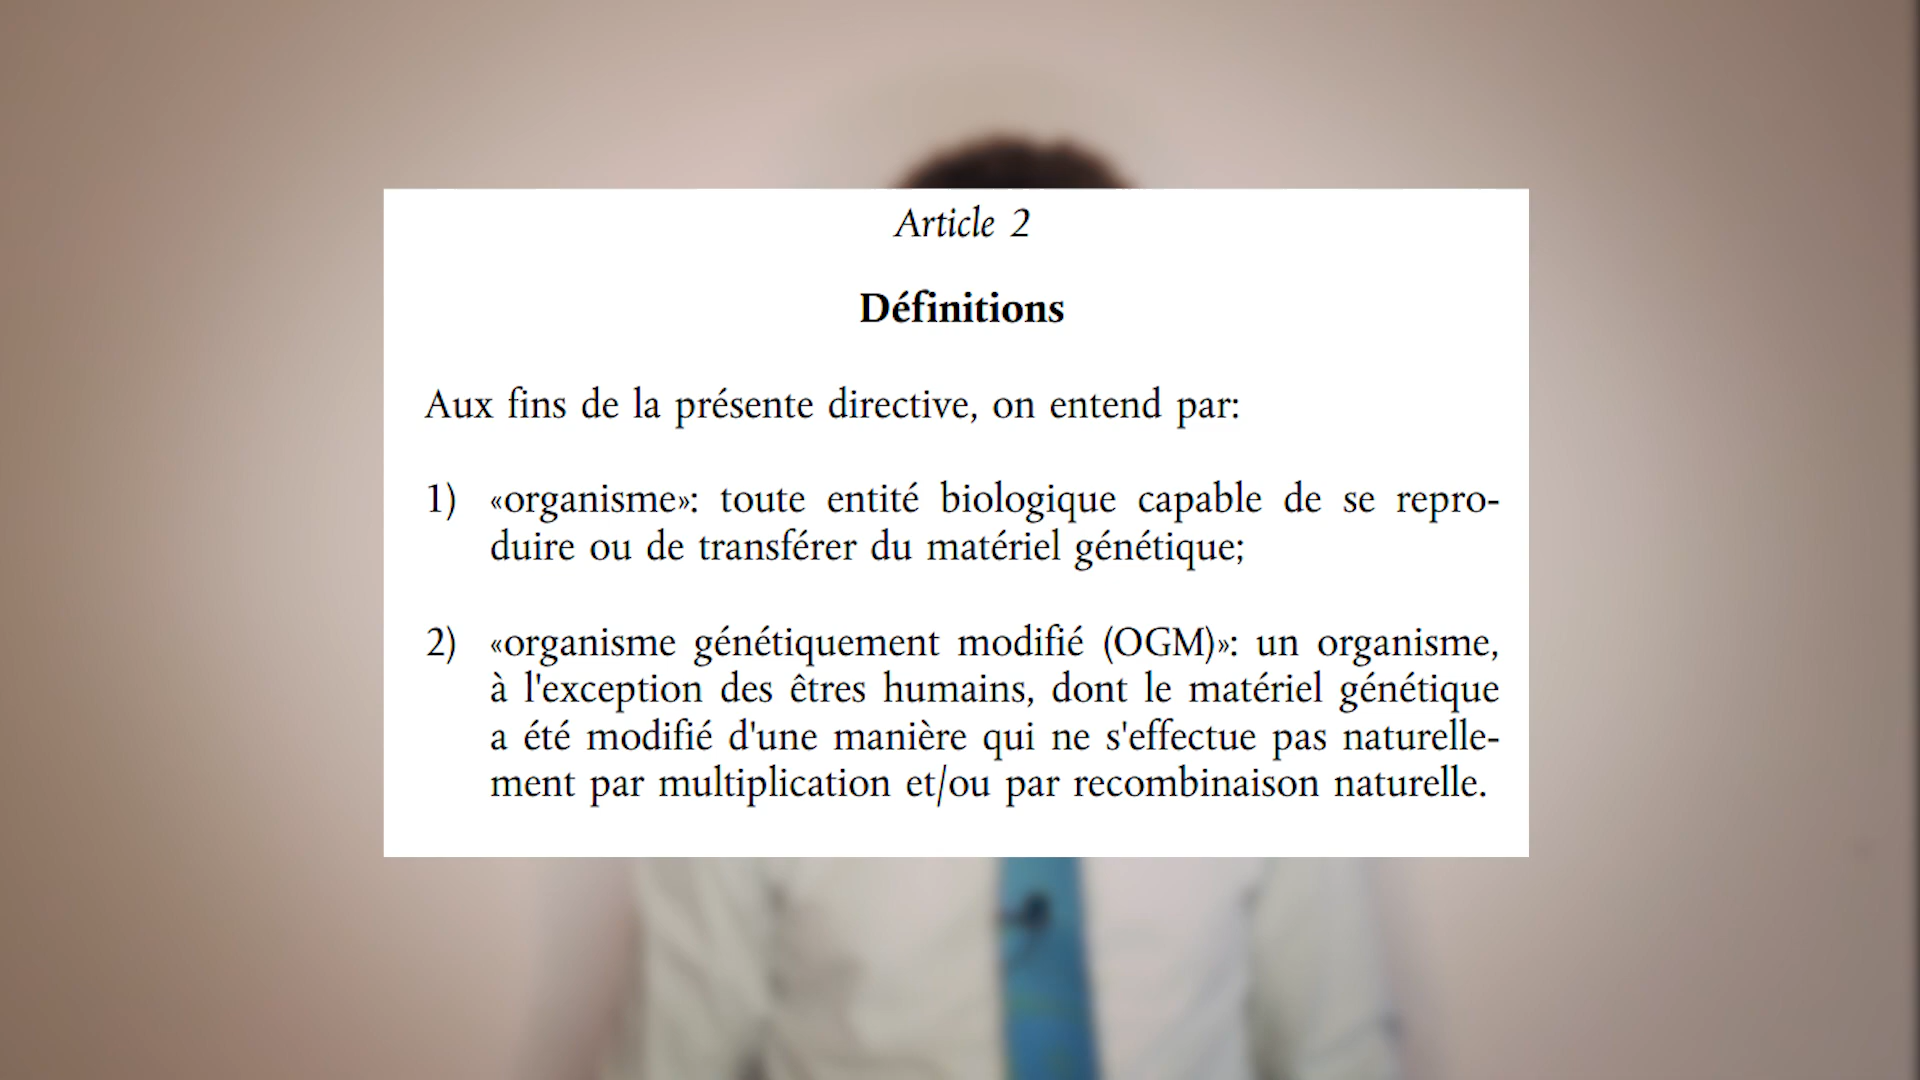 Article 2
Définitions
Aux fins de la présente directive, on entend par:
1) «organisme»: toute entité biologique capable de se repro-
duire ou de transférer du matériel génétique;
2) «organisme génétiquement modifié (OGM)»: un organisme,
à l'exception des êtres humains, dont le matériel génétique
a été modifié d'une manière qui ne s'effectue pas naturelle-
ment par multiplication et/ou par recombinaison naturelle.